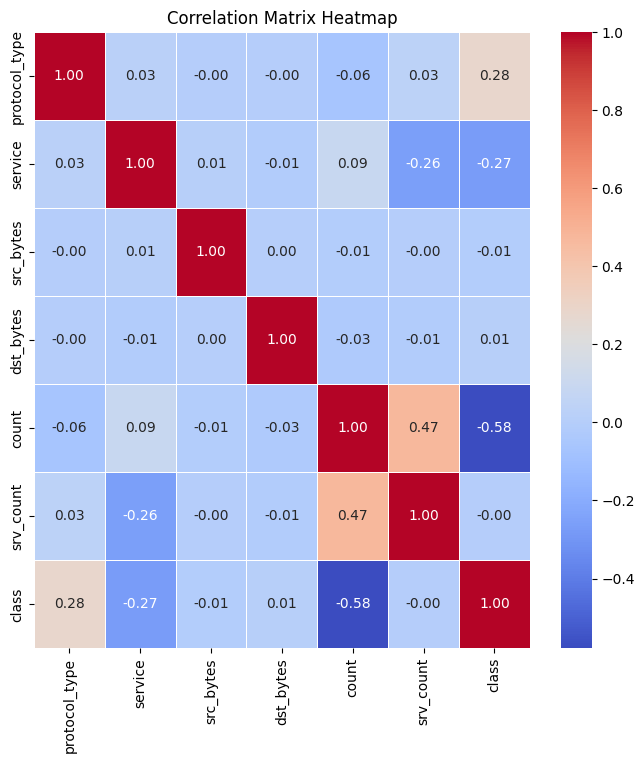 Correlation Matrix Heatmap
protocol_type 1.00 0.03 -0.00 -0.00 -0.06 0.03 0.28
service 0.03 1.00 0.01 -0.01 0.09 -0.26 -0.27
src_bytes -0.00 0.01 1.00 0.00 -0.01 -0.00 -0.01
dst_bytes -0.00 -0.01 0.00 1.00 -0.03 -0.01 0.01
count -0.06 0.09 -0.01 -0.03 1.00 0.47 -0.58
srv_count 0.03 -0.26 -0.00 -0.01 0.47 1.00 -0.00
class 0.28 -0.27 -0.01 0.01 -0.58 -0.00 1.00
protocol_type service src_bytes dst_bytes count srv_count class
1.0
0.8
0.6
0.4
0.2
0.0
−0.2
−0.4